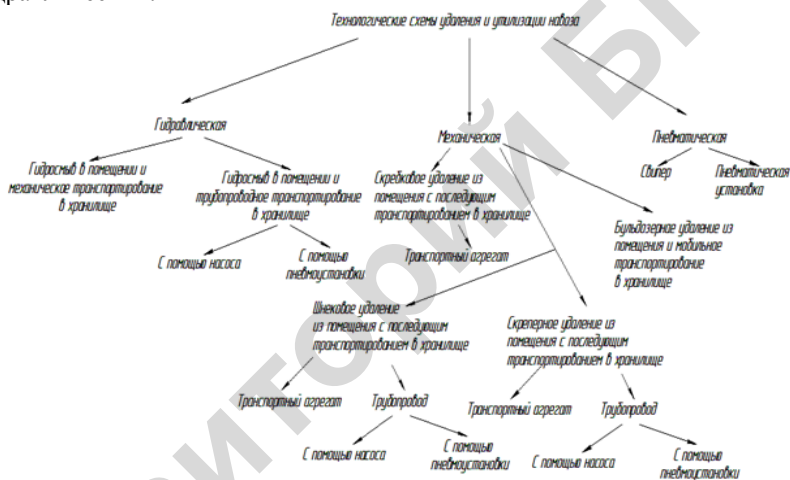 Технологические схемы удаления и утилизации навоза
Гидравлическая
Механическая
Пневматическая
Гидросмыв в помещении и
механическое транспортирование
в хранилище
Гидросмыв в помещении и
трубопроводное транспортирование
в хранилище
Скребковое удаление из
помещения с последующим
транспортированием в хранилище
Свипер
Пневматическая
установка
Бульдозерное удаление из
помещения и мобильное
транспортирование
в хранилище
С помощью насоса
С помощью
пневмоустановки
Транспортный агрегат
Шнековое удаление
из помещения с последующим
транспортированием в хранилище
Скреперное удаление из
помещения с последующим
транспортированием в хранилище
Транспортный агрегат
Трубопровод
Транспортный агрегат
Трубопровод
С помощью насоса
С помощью
пневмоустановки
С помощью насоса
С помощью
пневмоустановки